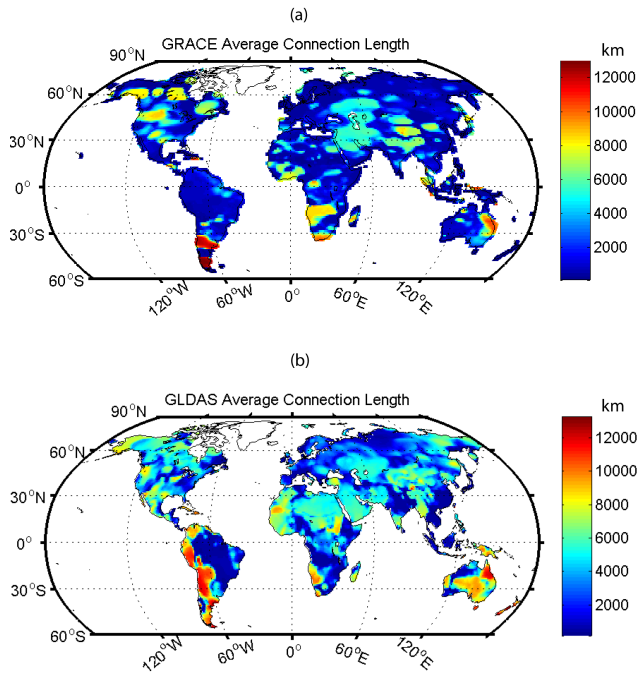 (a)
GRACE Average Connection Length
km
90°N
60°N
30°N
0°
30°S
60°S
120°W
60°W
0°
60°E
120°E
12000
10000
8000
6000
4000
2000
(b)
GLDAS Average Connection Length
km
90°N
60°N
30°N
0°
30°S
60°S
120°W
60°W
0°
60°E
120°E
12000
10000
8000
6000
4000
2000